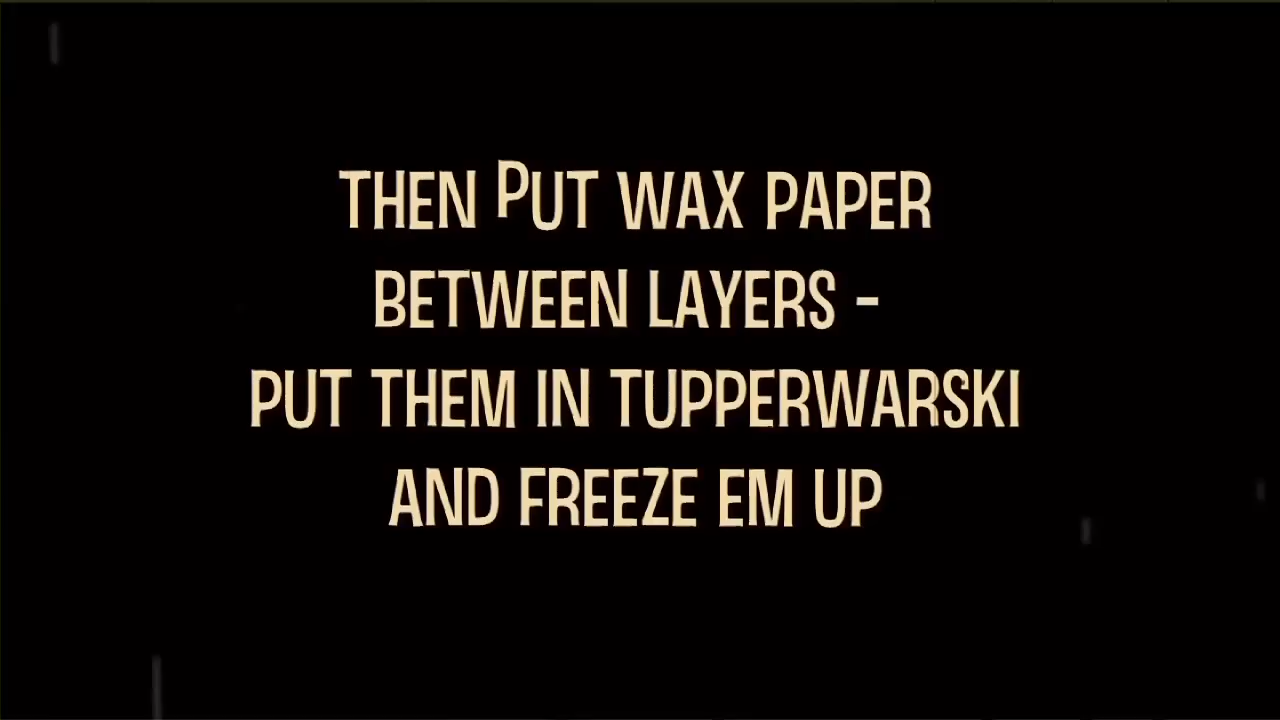 THEN PUT WAX PAPER
BETWEEN LAYERS -
PUT THEM IN TUPPERWARSKI
AND FREEZE EM UP